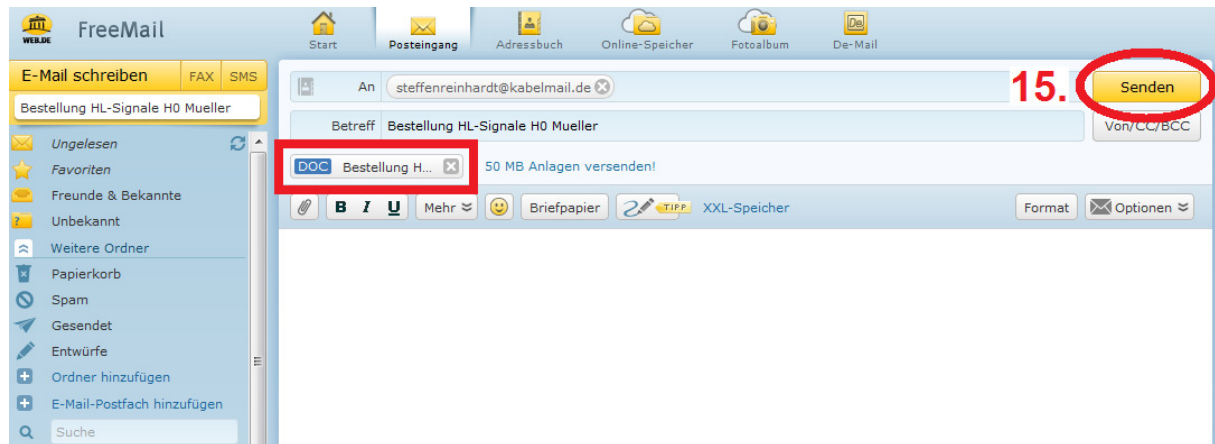 WEB.DE FreeMail
Start Posteingang Adressbuch Online-Speicher Fotoalbum De-Mail
E-Mail schreiben FAX SMS
Bestellung HL-Signale H0 Mueller
Ungelesen
Favoriten
Freunde & Bekannte
Unbekannt
Weitere Ordner
Papierkorb
Spam
Gesendet
Entwürfe
Ordner hinzufügen
E-Mail-Postfach hinzufügen
Suche
An steffenreinhardt@kabelmail.de 15. Senden
Betreff Bestellung HL-Signale H0 Mueller Von/CC/BCC
DOC Bestellung H... 50 MB Anlagen versenden!
B I U Mehr Briefpapier TIPP XXL-Speicher Format Optionen